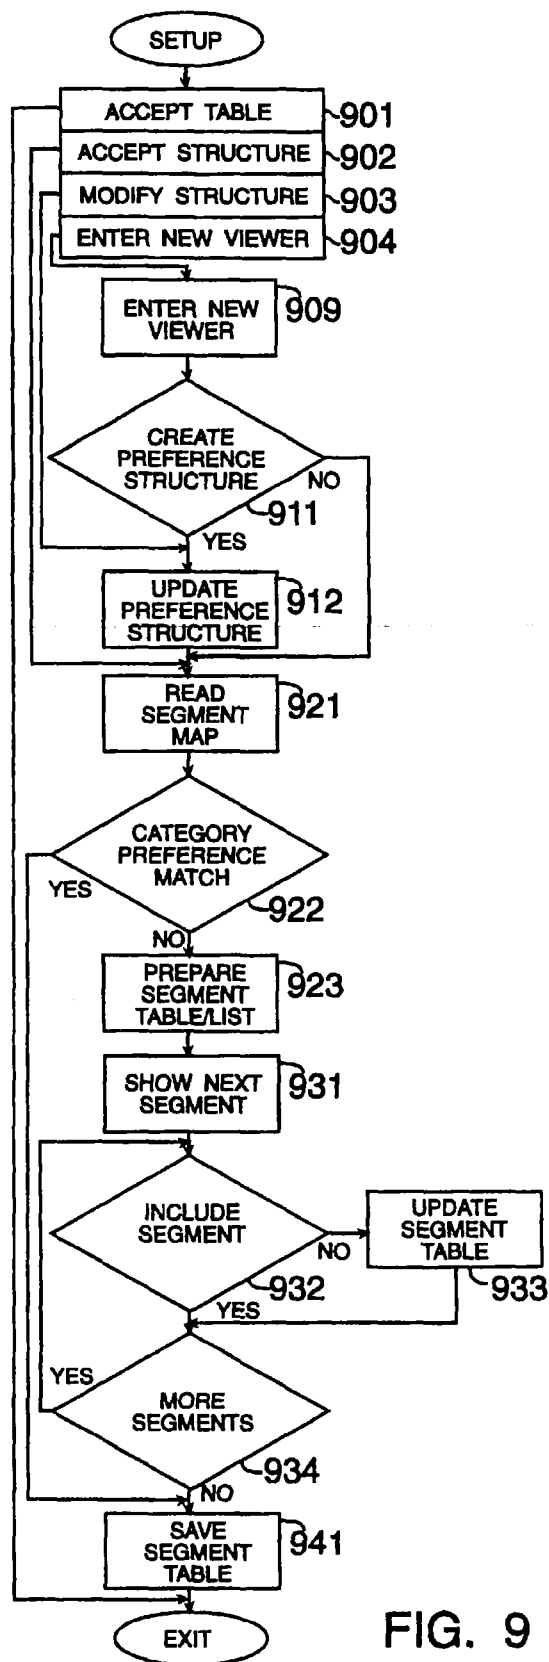 SETUP
ACCEPT TABLE 901
ACCEPT STRUCTURE 902
MODIFY STRUCTURE 903
ENTER NEW VIEWER 904
ENTER NEW
VIEWER
909
CREATE
PREFERENCE
STRUCTURE
NO
911
YES
UPDATE
PREFERENCE
STRUCTURE
912
READ
SEGMENT
MAP
921
CATEGORY
PREFERENCE
MATCH
YES
922
NO
PREPARE
SEGMENT
TABLE/LIST
923
SHOW NEXT
SEGMENT
931
INCLUDE
SEGMENT
NO
932
YES
UPDATE
SEGMENT
TABLE
933
MORE
SEGMENTS
YES
934
NO
SAVE
SEGMENT
TABLE
941
EXIT
FIG. 9